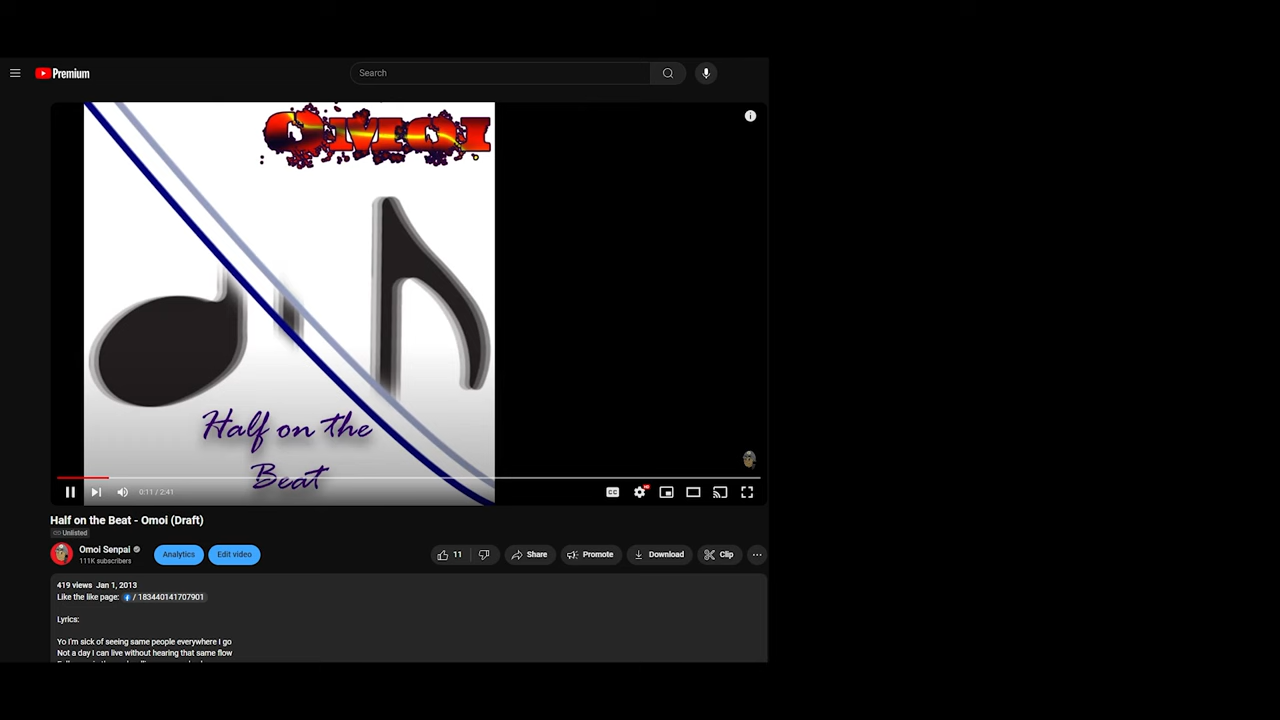 Premium
Search
OMOI
Half on the
Beat
0:11 / 2:41
CC
HD
Half on the Beat - Omoi (Draft)
Unlisted
Omoi Senpai
111K subscribers
Analytics
Edit video
11
Share
Promote
Download
Clip
419 views Jan 1, 2013
Like the like page: / 183440141707901
Lyrics:
Yo I'm sick of seeing same people everywhere I go
Not a day I can live without hearing that same flow